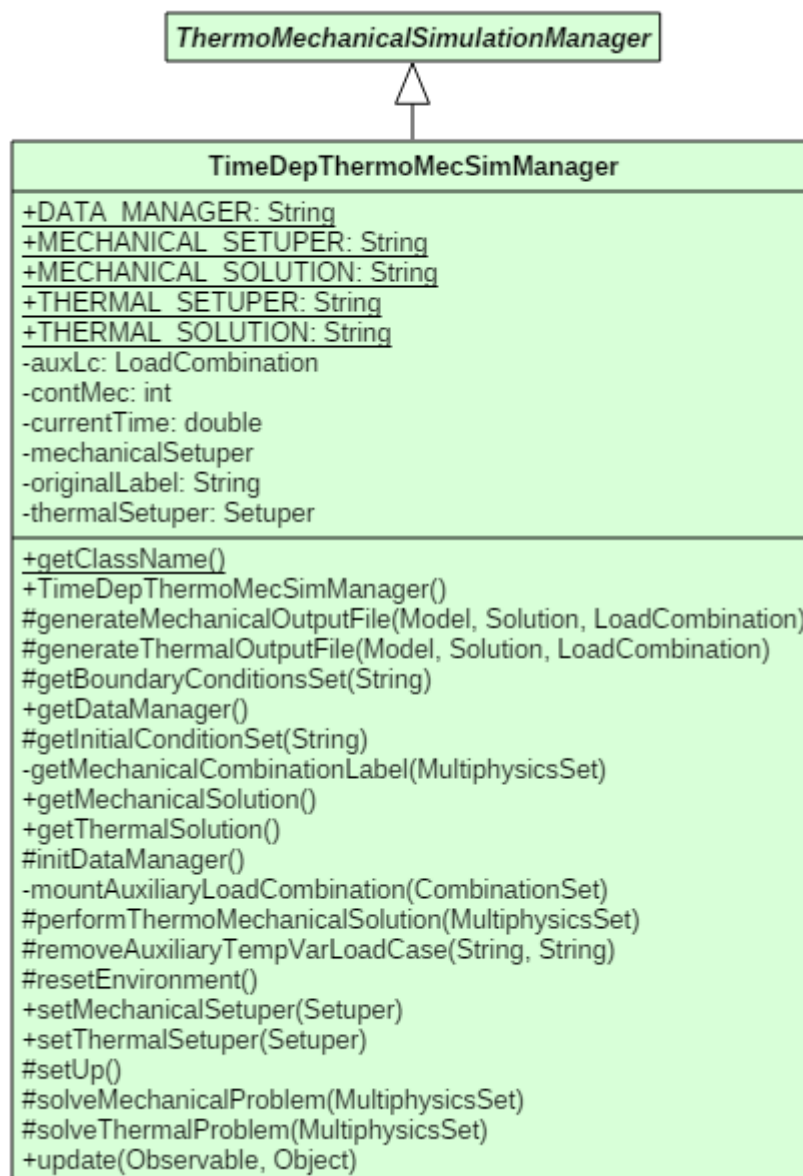 ThermoMechanicalSimulationManager
TimeDepThermoMecSimManager
+DATA_MANAGER: String
+MECHANICAL_SETUPER: String
+MECHANICAL_SOLUTION: String
+THERMAL_SETUPER: String
+THERMAL_SOLUTION: String
-auxLc: LoadCombination
-contMec: int
-currentTime: double
-mechanicalSetuper
-originalLabel: String
-thermalSetuper: Setuper
+getClassName()
+TimeDepThermoMecSimManager()
#generateMechanicalOutputFile(Model, Solution, LoadCombination)
#generateThermalOutputFile(Model, Solution, LoadCombination)
#getBoundaryConditionsSet(String)
+getDataManager()
#getInitialConditionSet(String)
-getMechanicalCombinationLabel(MultiphysicsSet)
+getMechanicalSolution()
+getThermalSolution()
#initDataManager()
-mountAuxiliaryLoadCombination(CombinationSet)
#performThermoMechanicalSolution(MultiphysicsSet)
#removeAuxiliaryTempVarLoadCase(String, String)
#resetEnvironment()
+setMechanicalSetuper(Setuper)
+setThermalSetuper(Setuper)
#setUp()
#solveMechanicalProblem(MultiphysicsSet)
#solveThermalProblem(MultiphysicsSet)
+update(Observable, Object)